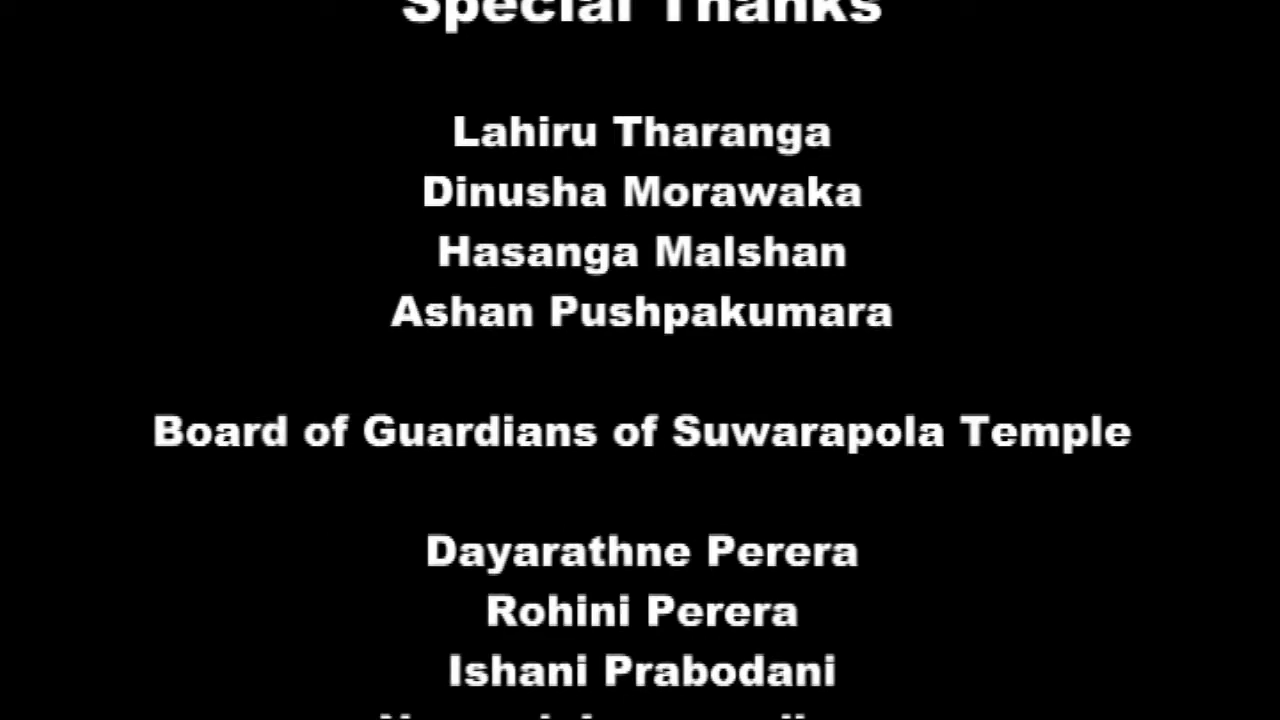 Special Thanks
Lahiru Tharanga
Dinusha Morawaka
Hasanga Malshan
Ashan Pushpakumara
Board of Guardians of Suwarapola Temple
Dayarathne Perera
Rohini Perera
Ishani Prabodani